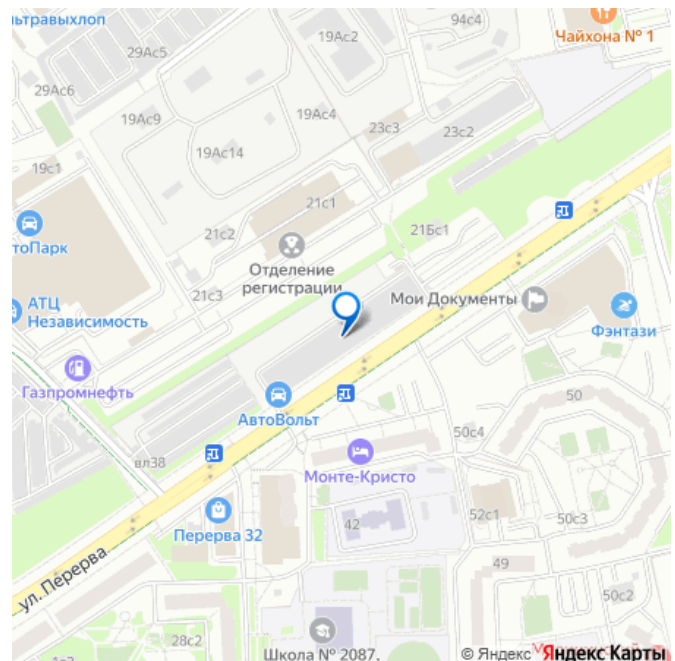 льтравыхлоп
94с4
Чайхона № 1
19Ас2
29Ас5
29Ас6
19Ас9
19Ас4
23с3
23с2
19Ас14
19с1
21с1
21с2
21Бс1
тоПарк
Отделение
регистрации
21с3
Мои Документы
АТЦ
Независимость
Фэнтази
Газпромнефть
50
АвтоВольт
50с4
вл38
Монте-Кристо
Перерва 32
42
52с1
50с3
ул. Перерва
49
50с2
28с2
Школа № 2087,
© Яндекс
Яндекс Карты
1с2